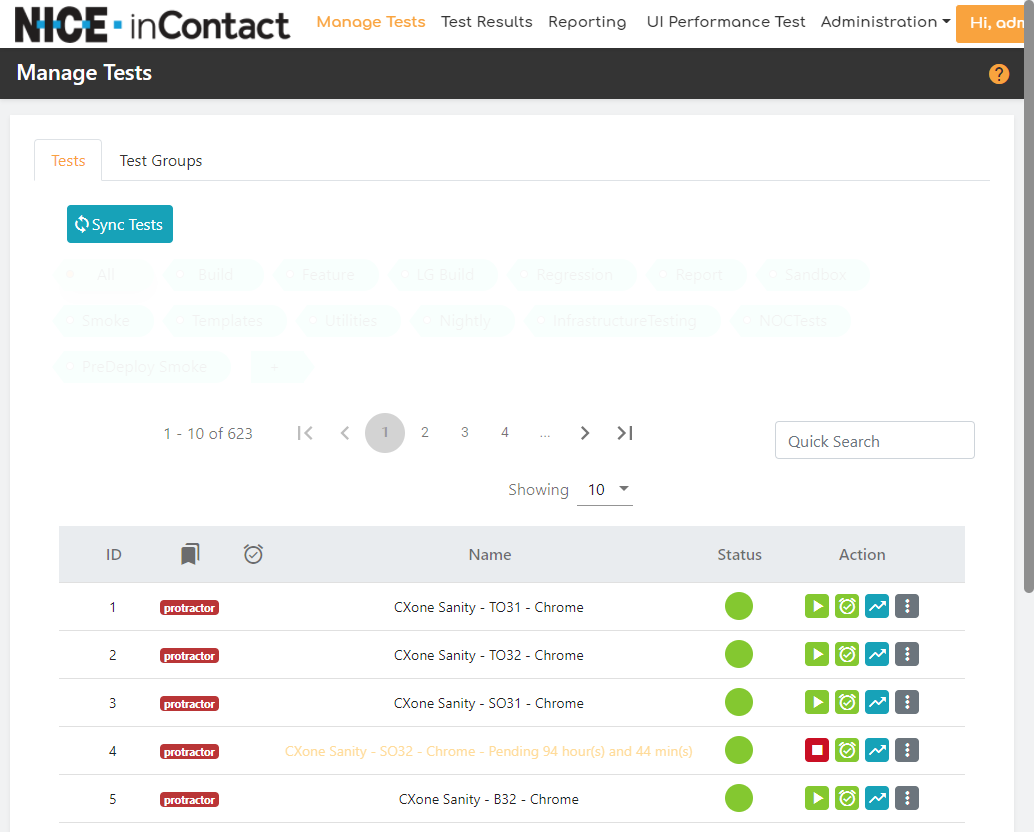 NICE inContact Manage Tests Test Results Reporting UI Performance Test Administration Hi, adm
Manage Tests ?
Tests Test Groups
Sync Tests
All Build Feature LG Build Regression Report Sandbox
Smoke Templates Utilities Nightly InfrastructureTesting NOCTests
PreDeploy Smoke +
1 - 10 of 623 1 2 3 4 ... Quick Search
Showing 10
ID Name Status Action
1 protractor CXone Sanity - TO31 - Chrome
2 protractor CXone Sanity - TO32 - Chrome
3 protractor CXone Sanity - SO31 - Chrome
4 protractor CXone Sanity - SO32 - Chrome - Pending 94 hour(s) and 44 min(s)
5 protractor CXone Sanity - B32 - Chrome